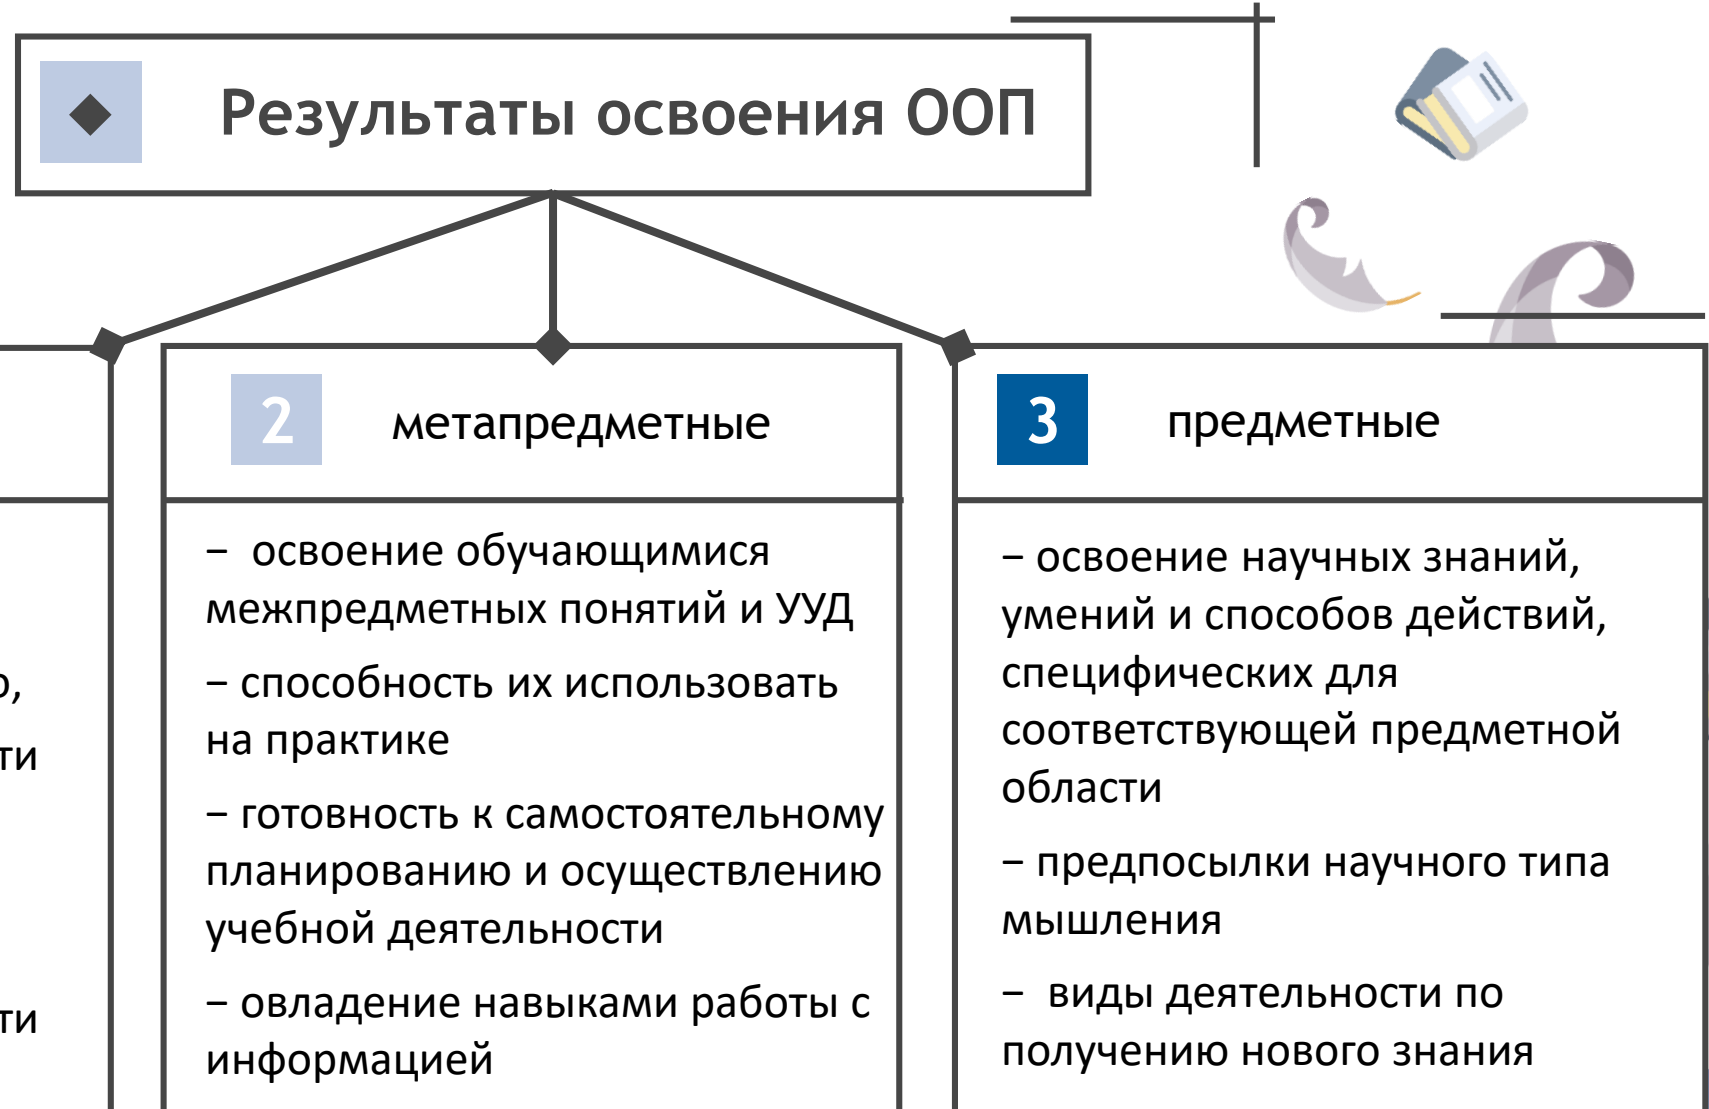 Результаты освоения ООП
ти
ти
2 метапредметные
– освоение обучающимися
межпредметных понятий и УУД
– способность их использовать
на практике
– готовность к самостоятельному
планированию и осуществлению
учебной деятельности
– овладение навыками работы с
информацией
3 предметные
– освоение научных знаний,
умений и способов действий,
специфических для
соответствующей предметной
области
– предпосылки научного типа
мышления
– виды деятельности по
получению нового знания